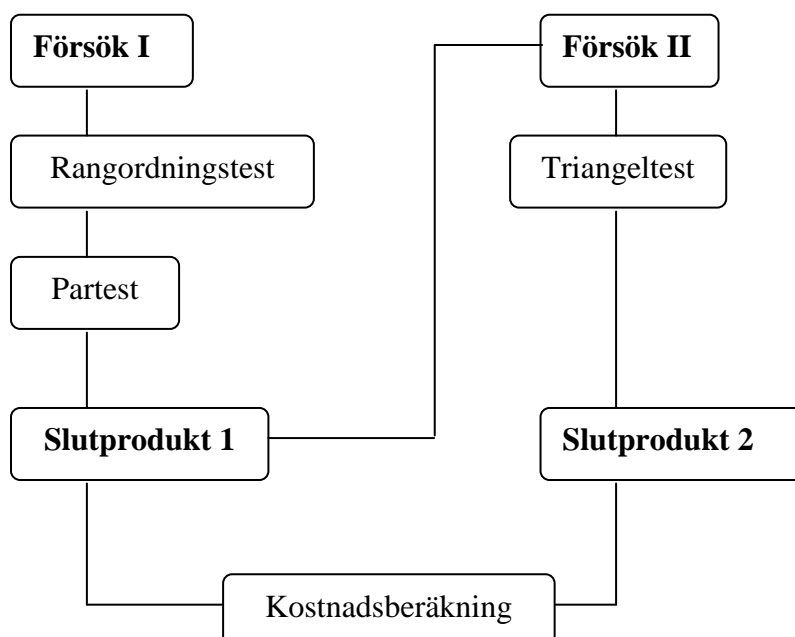 Försök I
Försök II
Rangordningstest
Triangeltest
Partest
Slutprodukt 1
Slutprodukt 2
Kostnadsberäkning